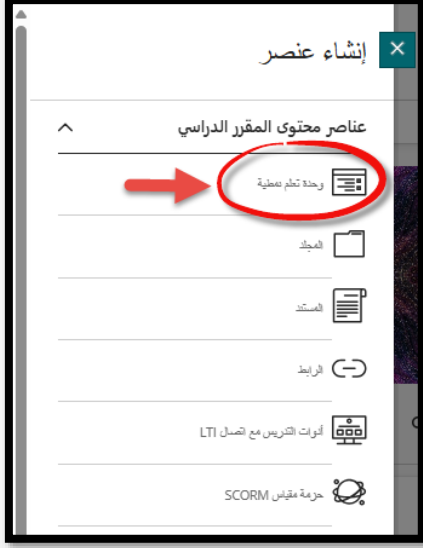 إنشاء عنصر
عناصر محتوى المقرر الدراسي
وحدة تعلم نمطية
المجلد
المستند
الرابط
أدوات التدريس مع اتصال LTI
حزمة مقياس SCORM